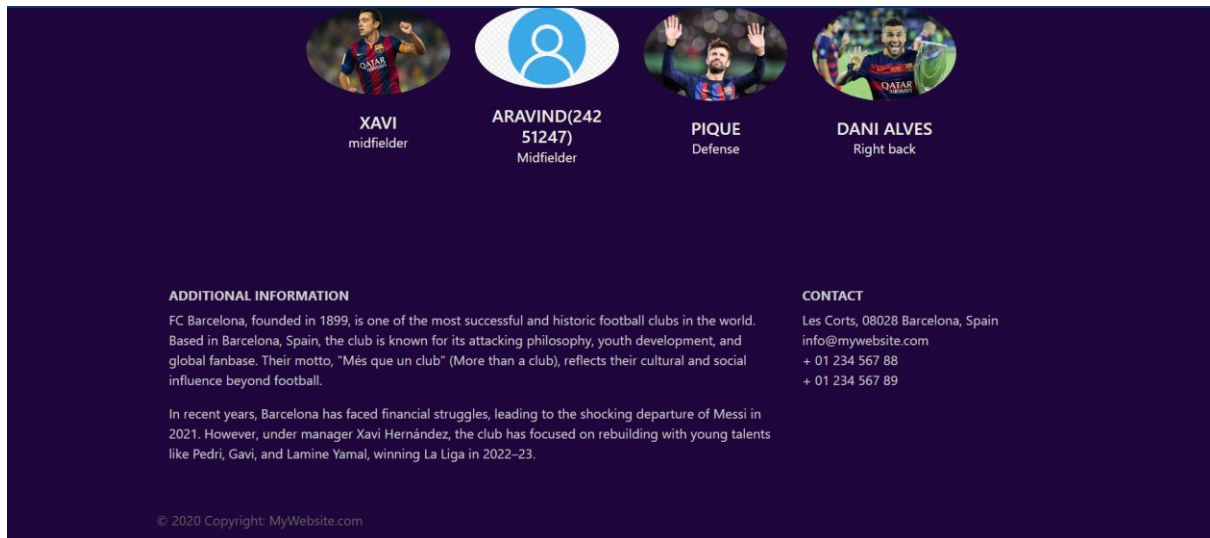 QATAR
AIRWAYS
QATAR
AIRWAYS
XAVI
midfielder
ARAVIND(242
51247)
Midfielder
PIQUE
Defense
DANI ALVES
Right back
ADDITIONAL INFORMATION
FC Barcelona, founded in 1899, is one of the most successful and historic football clubs in the world.
Based in Barcelona, Spain, the club is known for its attacking philosophy, youth development, and
global fanbase. Their motto, "Més que un club" (More than a club), reflects their cultural and social
influence beyond football.
In recent years, Barcelona has faced financial struggles, leading to the shocking departure of Messi in
2021. However, under manager Xavi Hernández, the club has focused on rebuilding with young talents
like Pedri, Gavi, and Lamine Yamal, winning La Liga in 2022–23.
CONTACT
Les Corts, 08028 Barcelona, Spain
info@mywebsite.com
+ 01 234 567 88
+ 01 234 567 89
© 2020 Copyright: MyWebsite.com